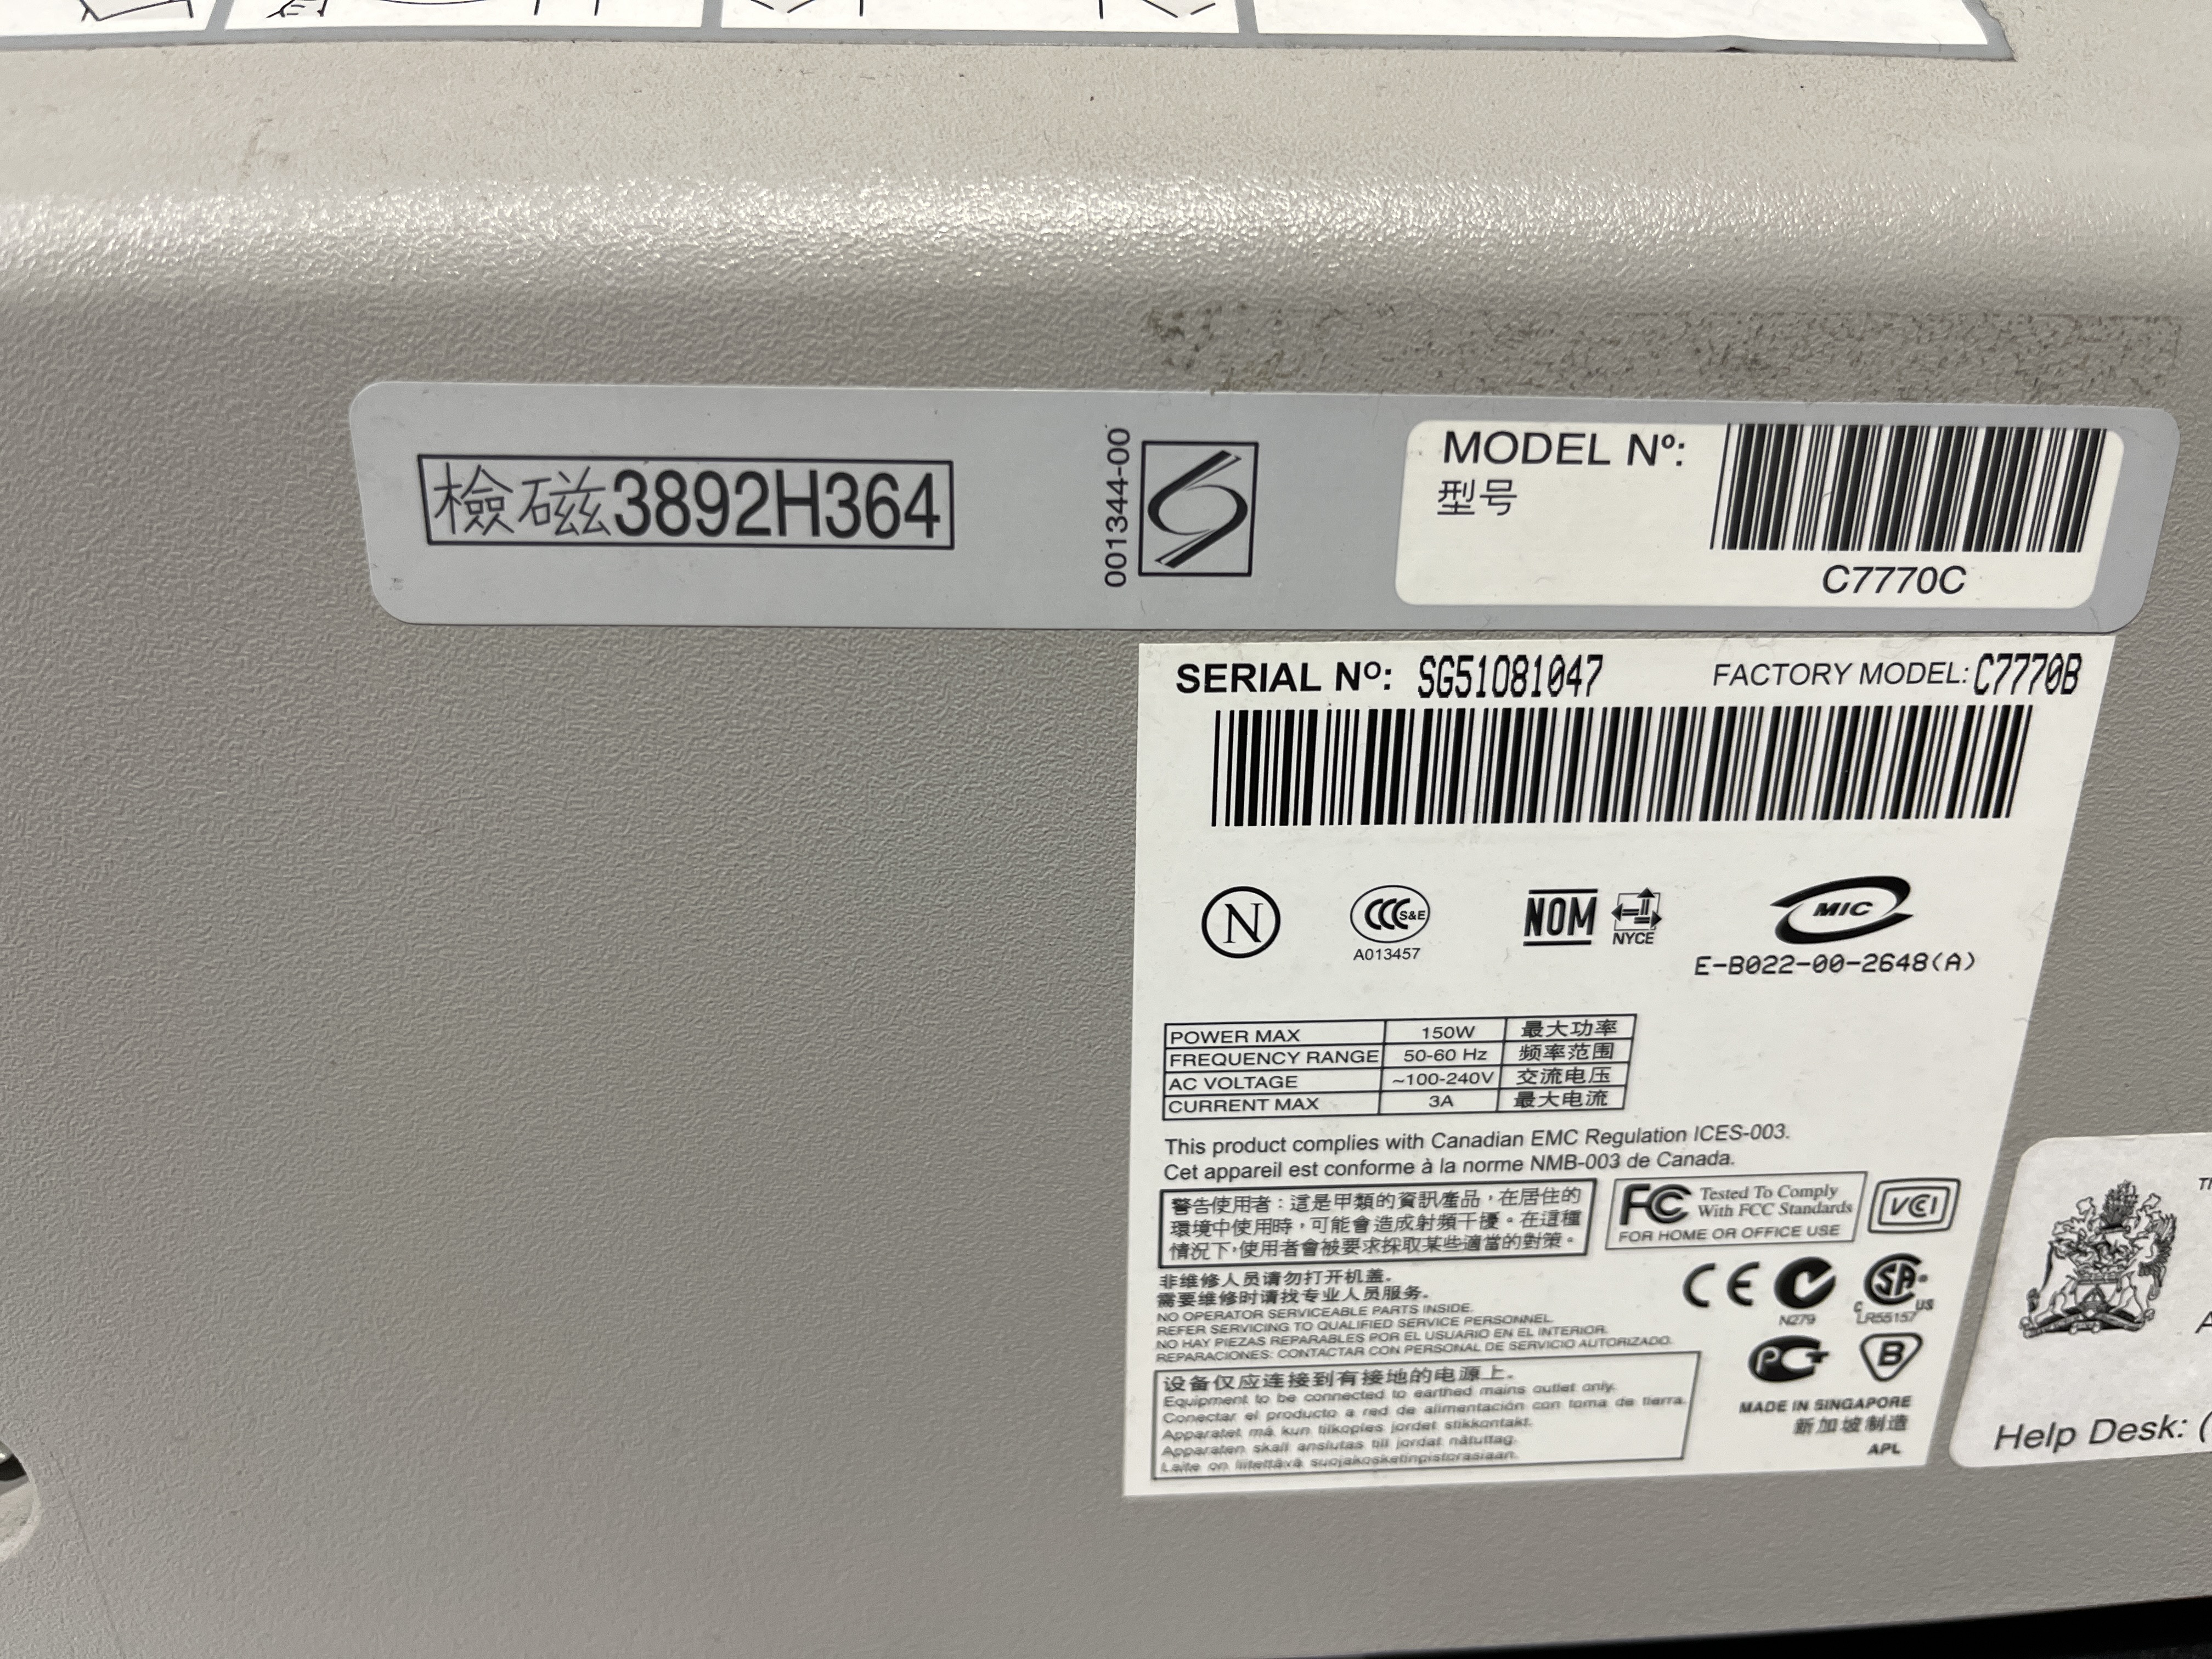 檢磁3892H364
001344-00
MODEL Nº:
型号
C7770C
SERIAL Nº: SG51081047
FACTORY MODEL: C7770B
N
CCC S&E
A013457
NOM
NYCE
MIC
E-B022-00-2648(A)
POWER MAX 150W 最大功率
FREQUENCY RANGE 50-60 Hz 频率范围
AC VOLTAGE ~100-240V 交流电压
CURRENT MAX 3A 最大电流
This product complies with Canadian EMC Regulation ICES-003.
Cet appareil est conforme à la norme NMB-003 de Canada.
警告使用者：這是甲類的資訊產品，在居住的
環境中使用時，可能會造成射頻干擾。在這種
情況下，使用者會被要求採取某些適當的對策。
FC Tested To Comply
With FCC Standards
FOR HOME OR OFFICE USE
VCI
非维修人员请勿打开机盖.
需要维修时请找专业人员服务.
NO OPERATOR SERVICEABLE PARTS INSIDE.
REFER SERVICING TO QUALIFIED SERVICE PERSONNEL.
NO HAY PIEZAS REPARABLES POR EL USUARIO EN EL INTERIOR.
REPARACIONES: CONTACTAR CON PERSONAL DE SERVICIO AUTORIZADO.
CE
N279
C SA US
LR55157
PC
B
设备仅应连接到有接地的电源上.
Equipment to be connected to earthed mains outlet only.
Conectar el producto a red de alimentación con toma de tierra.
Apparatet må kun tilkoples jordet stikkontakt.
Apparaten skall anslutas till jordat nätuttag.
Laite on liitettävä suojakosketinpistorasiaan.
MADE IN SINGAPORE
新加坡制造
APL
Help Desk: (